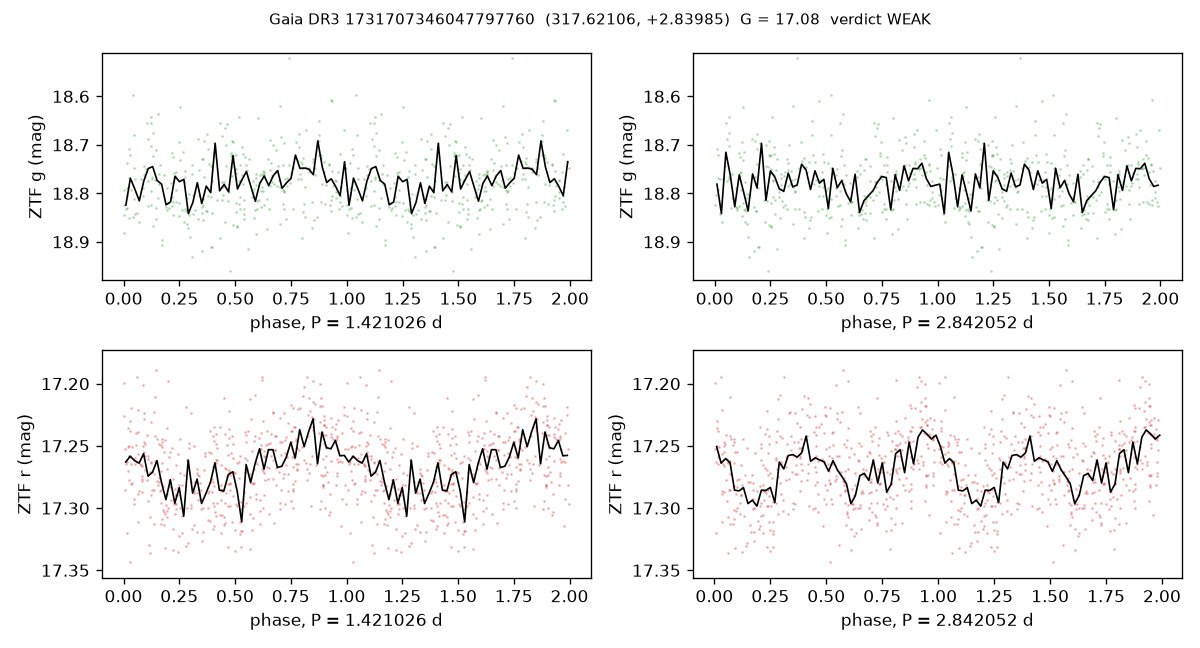 Gaia DR3 1731707346047797760  (317.62106, +2.83985)  G = 17.08  verdict WEAK
ZTF g (mag)
18.6
18.7
18.8
18.9
0.00 0.25 0.50 0.75 1.00 1.25 1.50 1.75 2.00
phase, P = 1.421026 d
ZTF g (mag)
18.6
18.7
18.8
18.9
0.00 0.25 0.50 0.75 1.00 1.25 1.50 1.75 2.00
phase, P = 2.842052 d
ZTF r (mag)
17.20
17.25
17.30
17.35
0.00 0.25 0.50 0.75 1.00 1.25 1.50 1.75 2.00
phase, P = 1.421026 d
ZTF r (mag)
17.20
17.25
17.30
17.35
0.00 0.25 0.50 0.75 1.00 1.25 1.50 1.75 2.00
phase, P = 2.842052 d